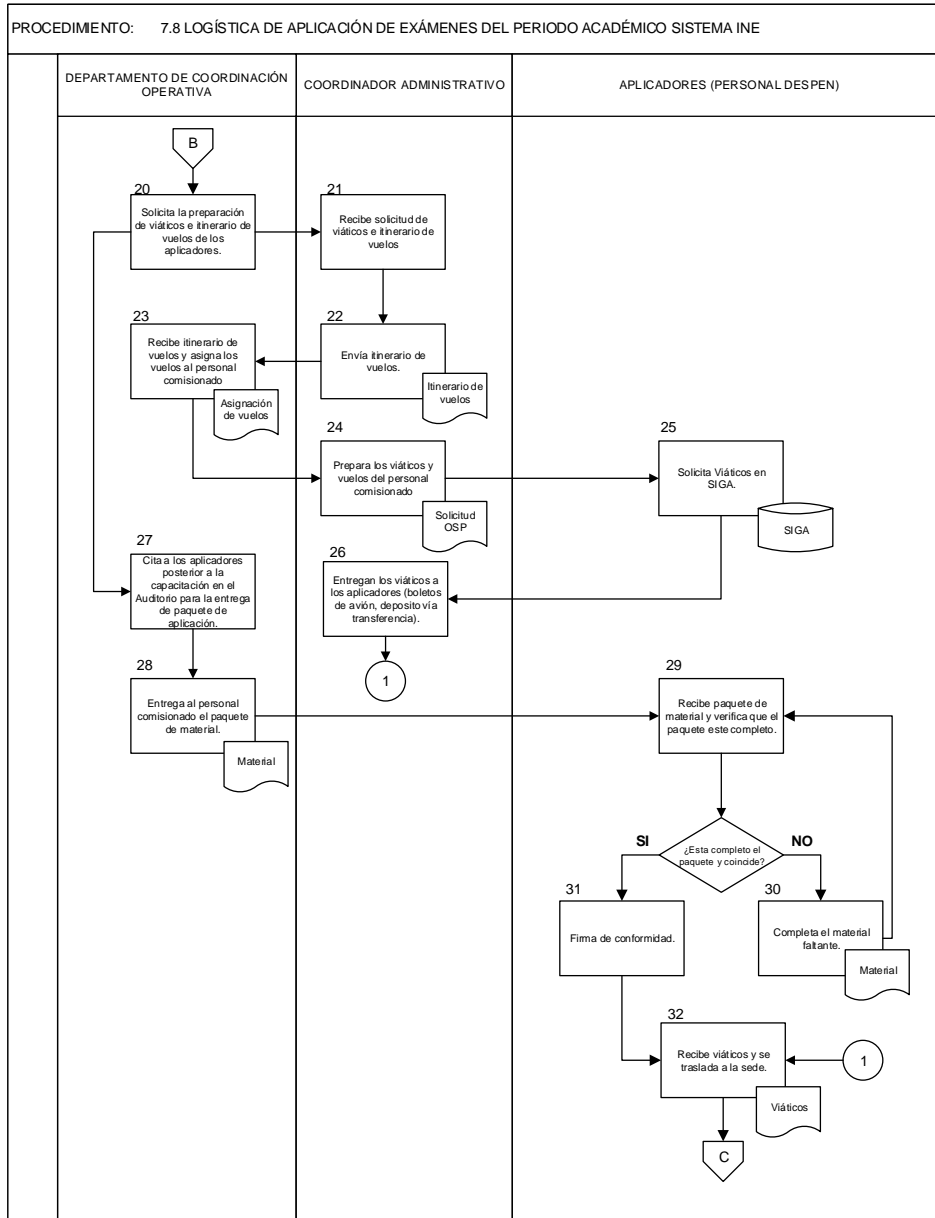 PROCEDIMIENTO: 7.8 LOGÍSTICA DE APLICACIÓN DE EXÁMENES DEL PERIODO ACADÉMICO SISTEMA INE
DEPARTAMENTO DE COORDINACIÓN
OPERATIVA
COORDINADOR ADMINISTRATIVO
APLICADORES (PERSONAL DESPEN)
B
20
Solicita la preparación
de viáticos e itinerario de
vuelos de los
aplicadores.
21
Recibe solicitud de
viáticos e itinerario de
vuelos
22
Envía itinerario de
vuelos.
Itinerario de
vuelos
23
Recibe itinerario de
vuelos y asigna los
vuelos al personal
comisionado
Asignación
de vuelos
24
Prepara los viáticos y
vuelos del personal
comisionado
Solicitud
OSP
25
Solicita Viáticos en
SIGA.
SIGA
26
Entregan los viáticos a
los aplicadores (boletos
de avión, deposito vía
transferencia).
1
27
Cita a los aplicadores
posterior a la
capacitación en el
Auditorio para la entrega
de paquete de
aplicación.
28
Entrega al personal
comisionado el paquete
de material.
Material
29
Recibe paquete de
material y verifica que el
paquete este completo.
¿Esta completo el
paquete y coincide?
SI
NO
31
Firma de conformidad.
30
Completa el material
faltante.
Material
32
Recibe viáticos y se
traslada a la sede.
Viáticos
1
C